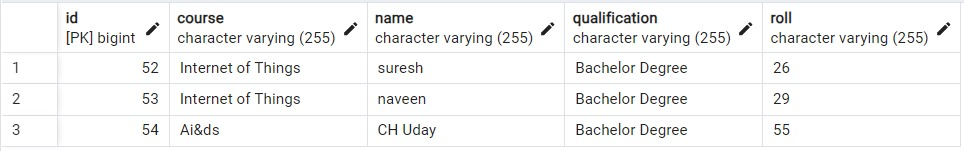 id course name qualification roll
[PK] bigint character varying (255) character varying (255) character varying (255) character varying (255)
1 52 Internet of Things suresh Bachelor Degree 26
2 53 Internet of Things naveen Bachelor Degree 29
3 54 Ai&ds CH Uday Bachelor Degree 55